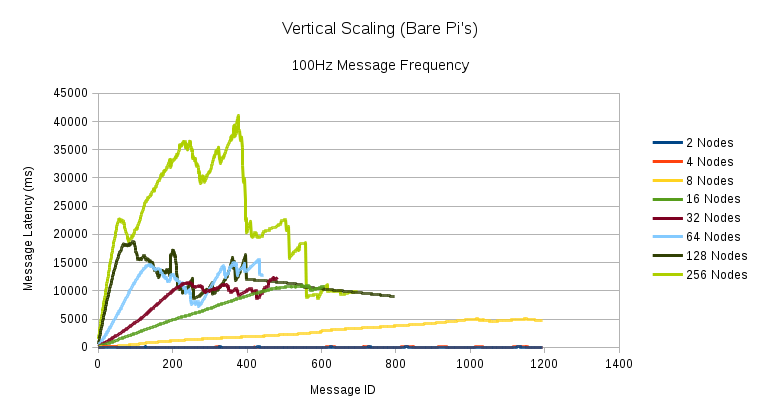 Vertical Scaling (Bare Pi's)
100Hz Message Frequency
45000
40000
35000
30000
25000
20000
15000
10000
5000
0
Message Latency (ms)
0 200 400 600 800 1000 1200 1400
Message ID
2 Nodes
4 Nodes
8 Nodes
16 Nodes
32 Nodes
64 Nodes
128 Nodes
256 Nodes